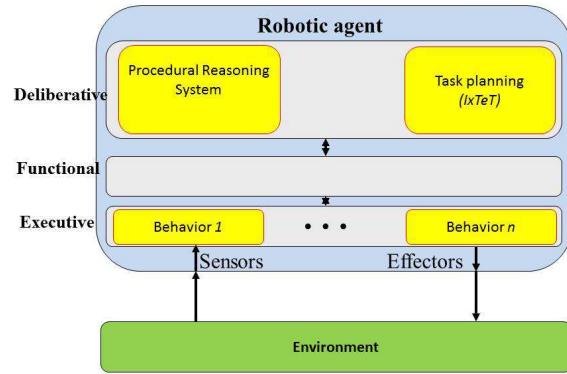 Robotic agent
Deliberative
Procedural Reasoning
System
Task planning
(IxTeT)
Functional
Executive
Behavior 1
• • •
Behavior n
Sensors
Effectors
Environment